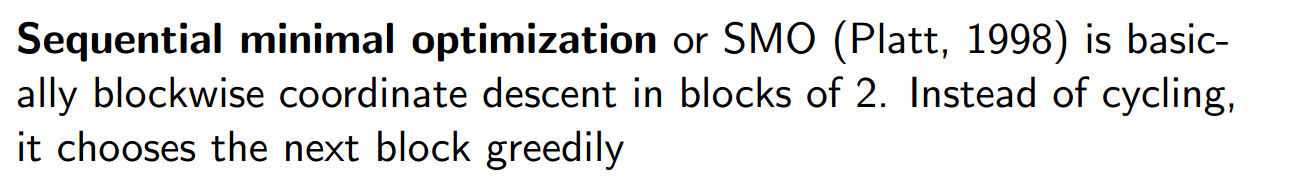 Sequential minimal optimization or SMO (Platt, 1998) is basic-
ally blockwise coordinate descent in blocks of 2. Instead of cycling,
it chooses the next block greedily